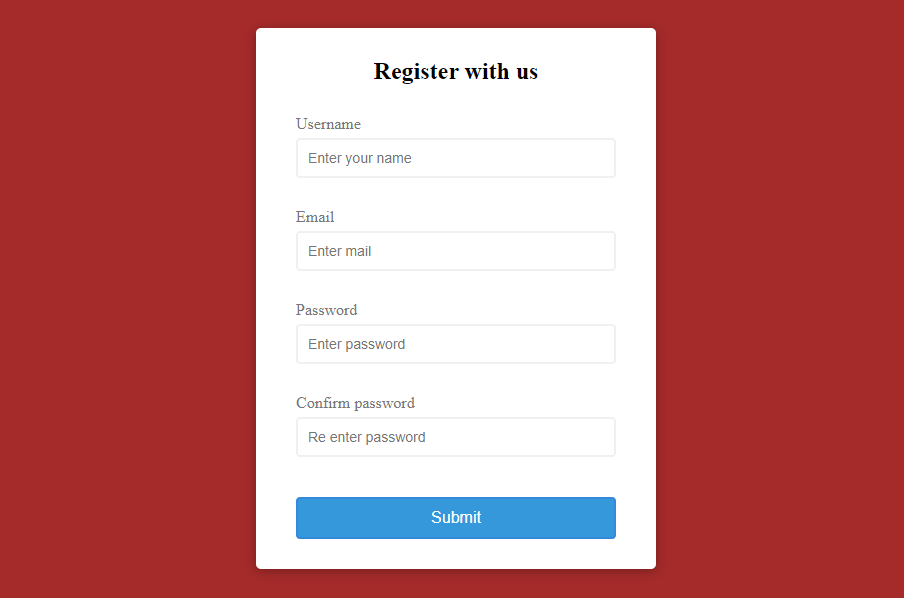 Register with us
Username
Enter your name
Email
Enter mail
Password
Enter password
Confirm password
Re enter password
Submit